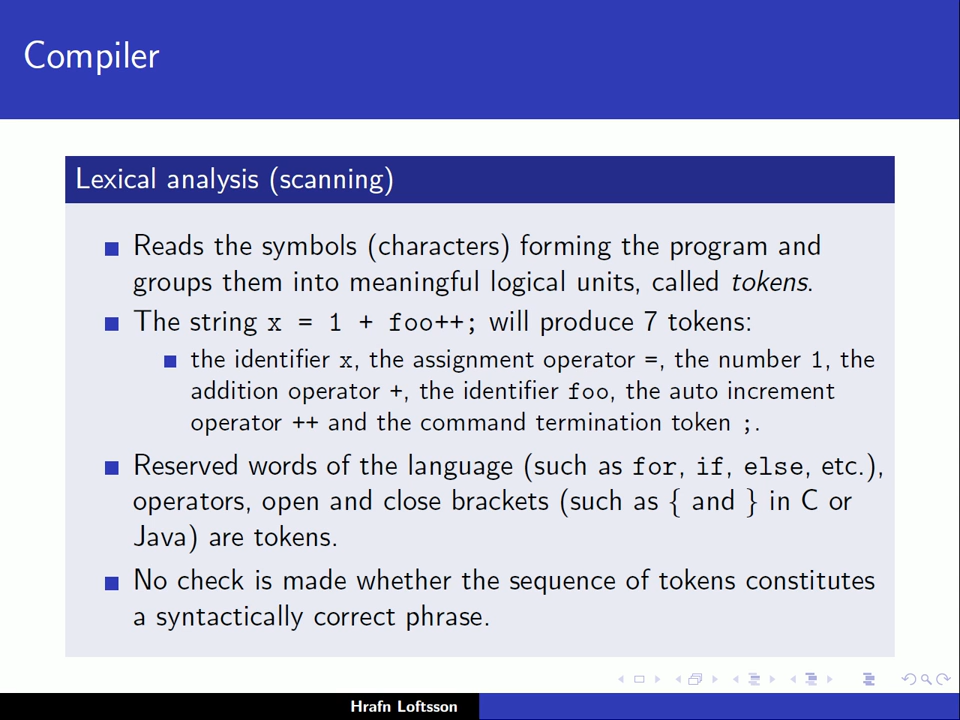 Compiler
Lexical analysis (scanning)
Reads the symbols (characters) forming the program and
groups them into meaningful logical units, called tokens.
The string x = 1 + foo++; will produce 7 tokens:
the identifier x, the assignment operator =, the number 1, the
addition operator +, the identifier foo, the auto increment
operator ++ and the command termination token ;.
Reserved words of the language (such as for, if, else, etc.),
operators, open and close brackets (such as { and } in C or
Java) are tokens.
No check is made whether the sequence of tokens constitutes
a syntactically correct phrase.
Hrafn Loftsson